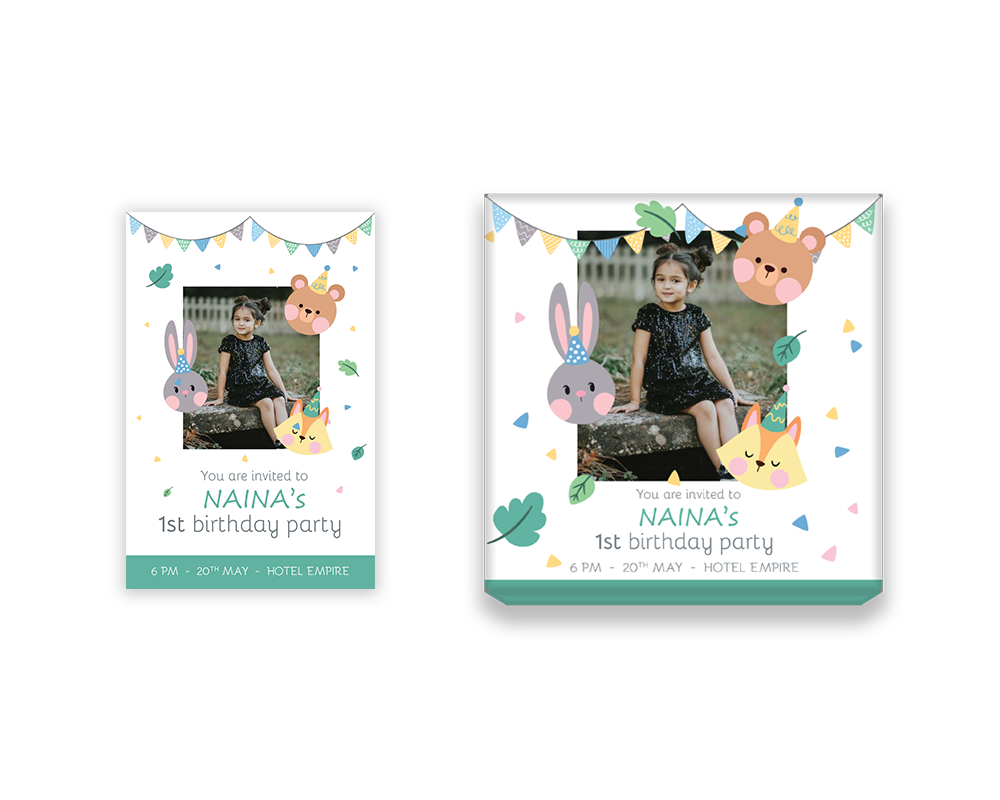 You are invited to
NAINA's
1st birthday party
6 PM - 20TH MAY - HOTEL EMPIRE
You are invited to
NAINA's
1st birthday party
6 PM - 20TH MAY - HOTEL EMPIRE